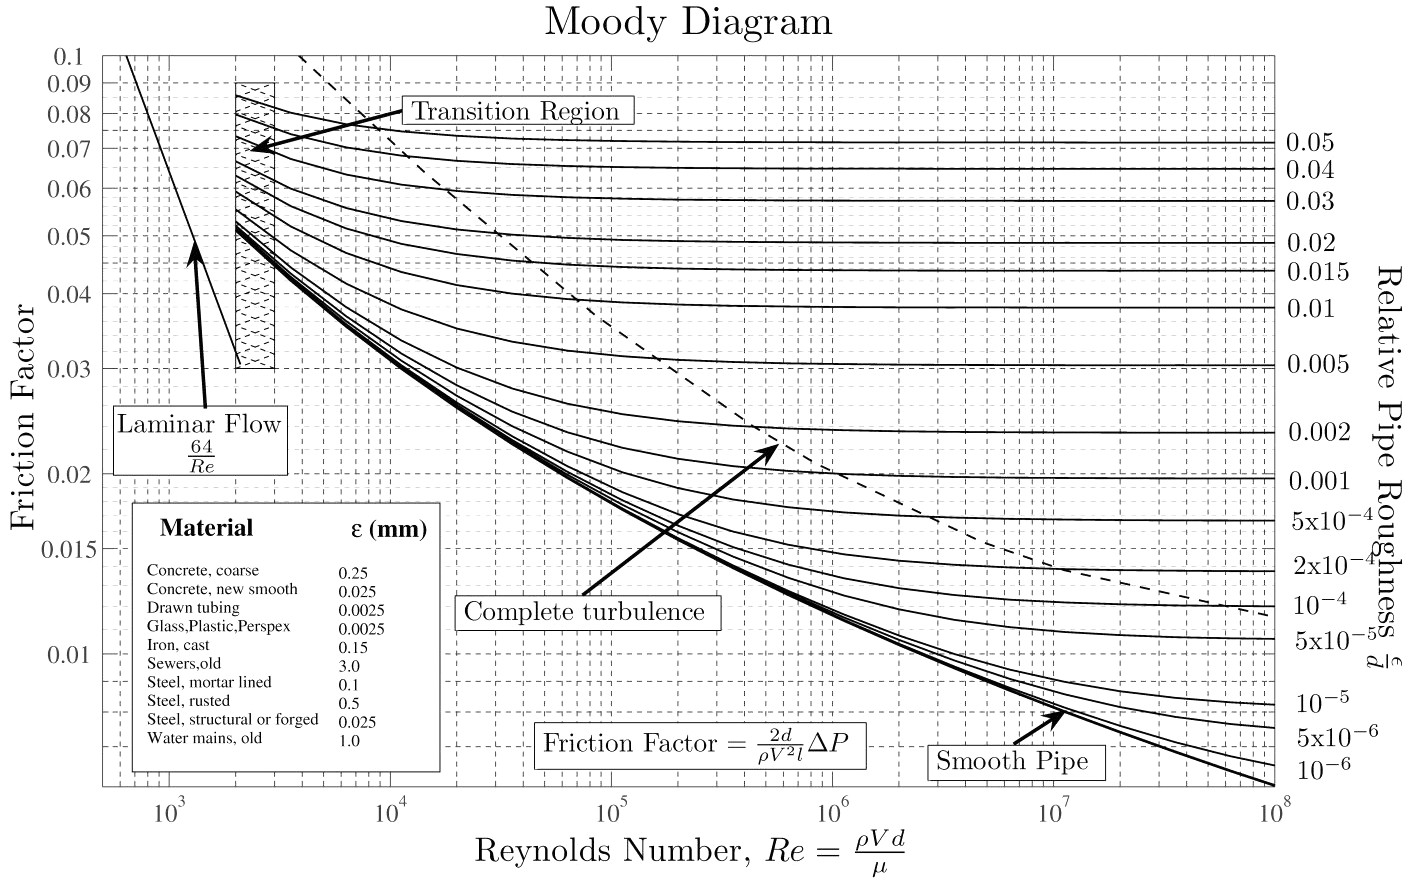 Moody Diagram
0.1
0.09
0.08
0.07
0.06
0.05
0.04
0.03
0.02
0.015
0.01
Friction Factor
Transition Region
Laminar Flow
64
Re
Material ε (mm)
Concrete, coarse 0.25
Concrete, new smooth 0.025
Drawn tubing 0.0025
Glass,Plastic,Perspex 0.0025
Iron, cast 0.15
Sewers,old 3.0
Steel, mortar lined 0.1
Steel, rusted 0.5
Steel, structural or forged 0.025
Water mains, old 1.0
Complete turbulence
Friction Factor = 2d/ρV²l ΔP
Smooth Pipe
0.05
0.04
0.03
0.02
0.015
0.01
0.005
0.002
0.001
5x10⁻⁴
2x10⁻⁴
10⁻⁴
5x10⁻⁵
10⁻⁵
5x10⁻⁶
10⁻⁶
Relative Pipe Roughness ϵ/d
10³ 10⁴ 10⁵ 10⁶ 10⁷ 10⁸
Reynolds Number, Re = ρVd/μ